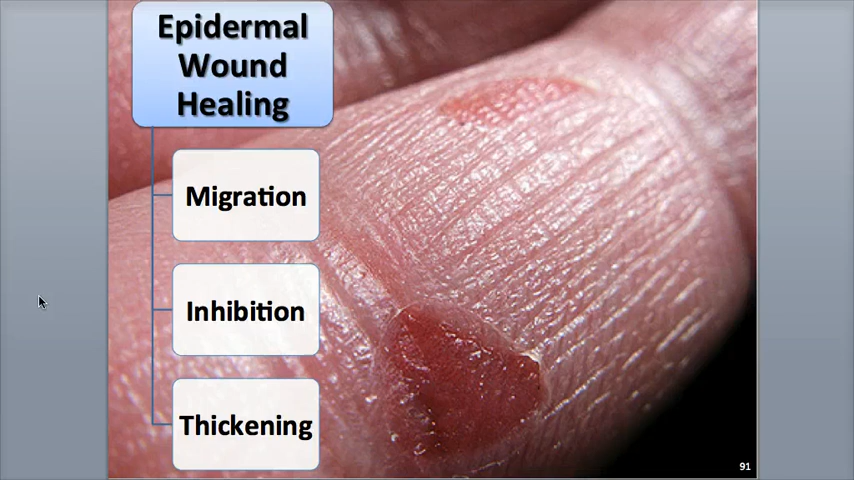 Epidermal
Wound
Healing
Migration
Inhibition
Thickening
91